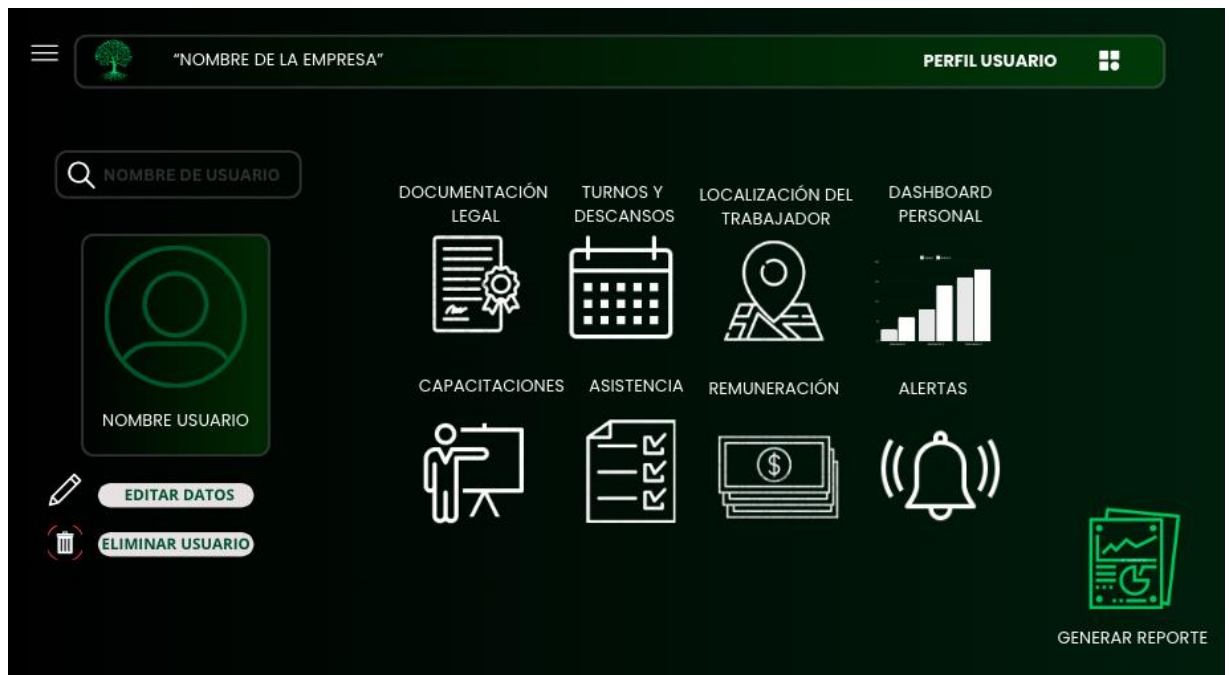 “NOMBRE DE LA EMPRESA”
PERFIL USUARIO
NOMBRE DE USUARIO
DOCUMENTACIÓN
LEGAL
TURNOS Y
DESCANSOS
LOCALIZACIÓN DEL
TRABAJADOR
DASHBOARD
PERSONAL
NOMBRE USUARIO
CAPACITACIONES
ASISTENCIA
REMUNERACIÓN
ALERTAS
EDITAR DATOS
ELIMINAR USUARIO
GENERAR REPORTE